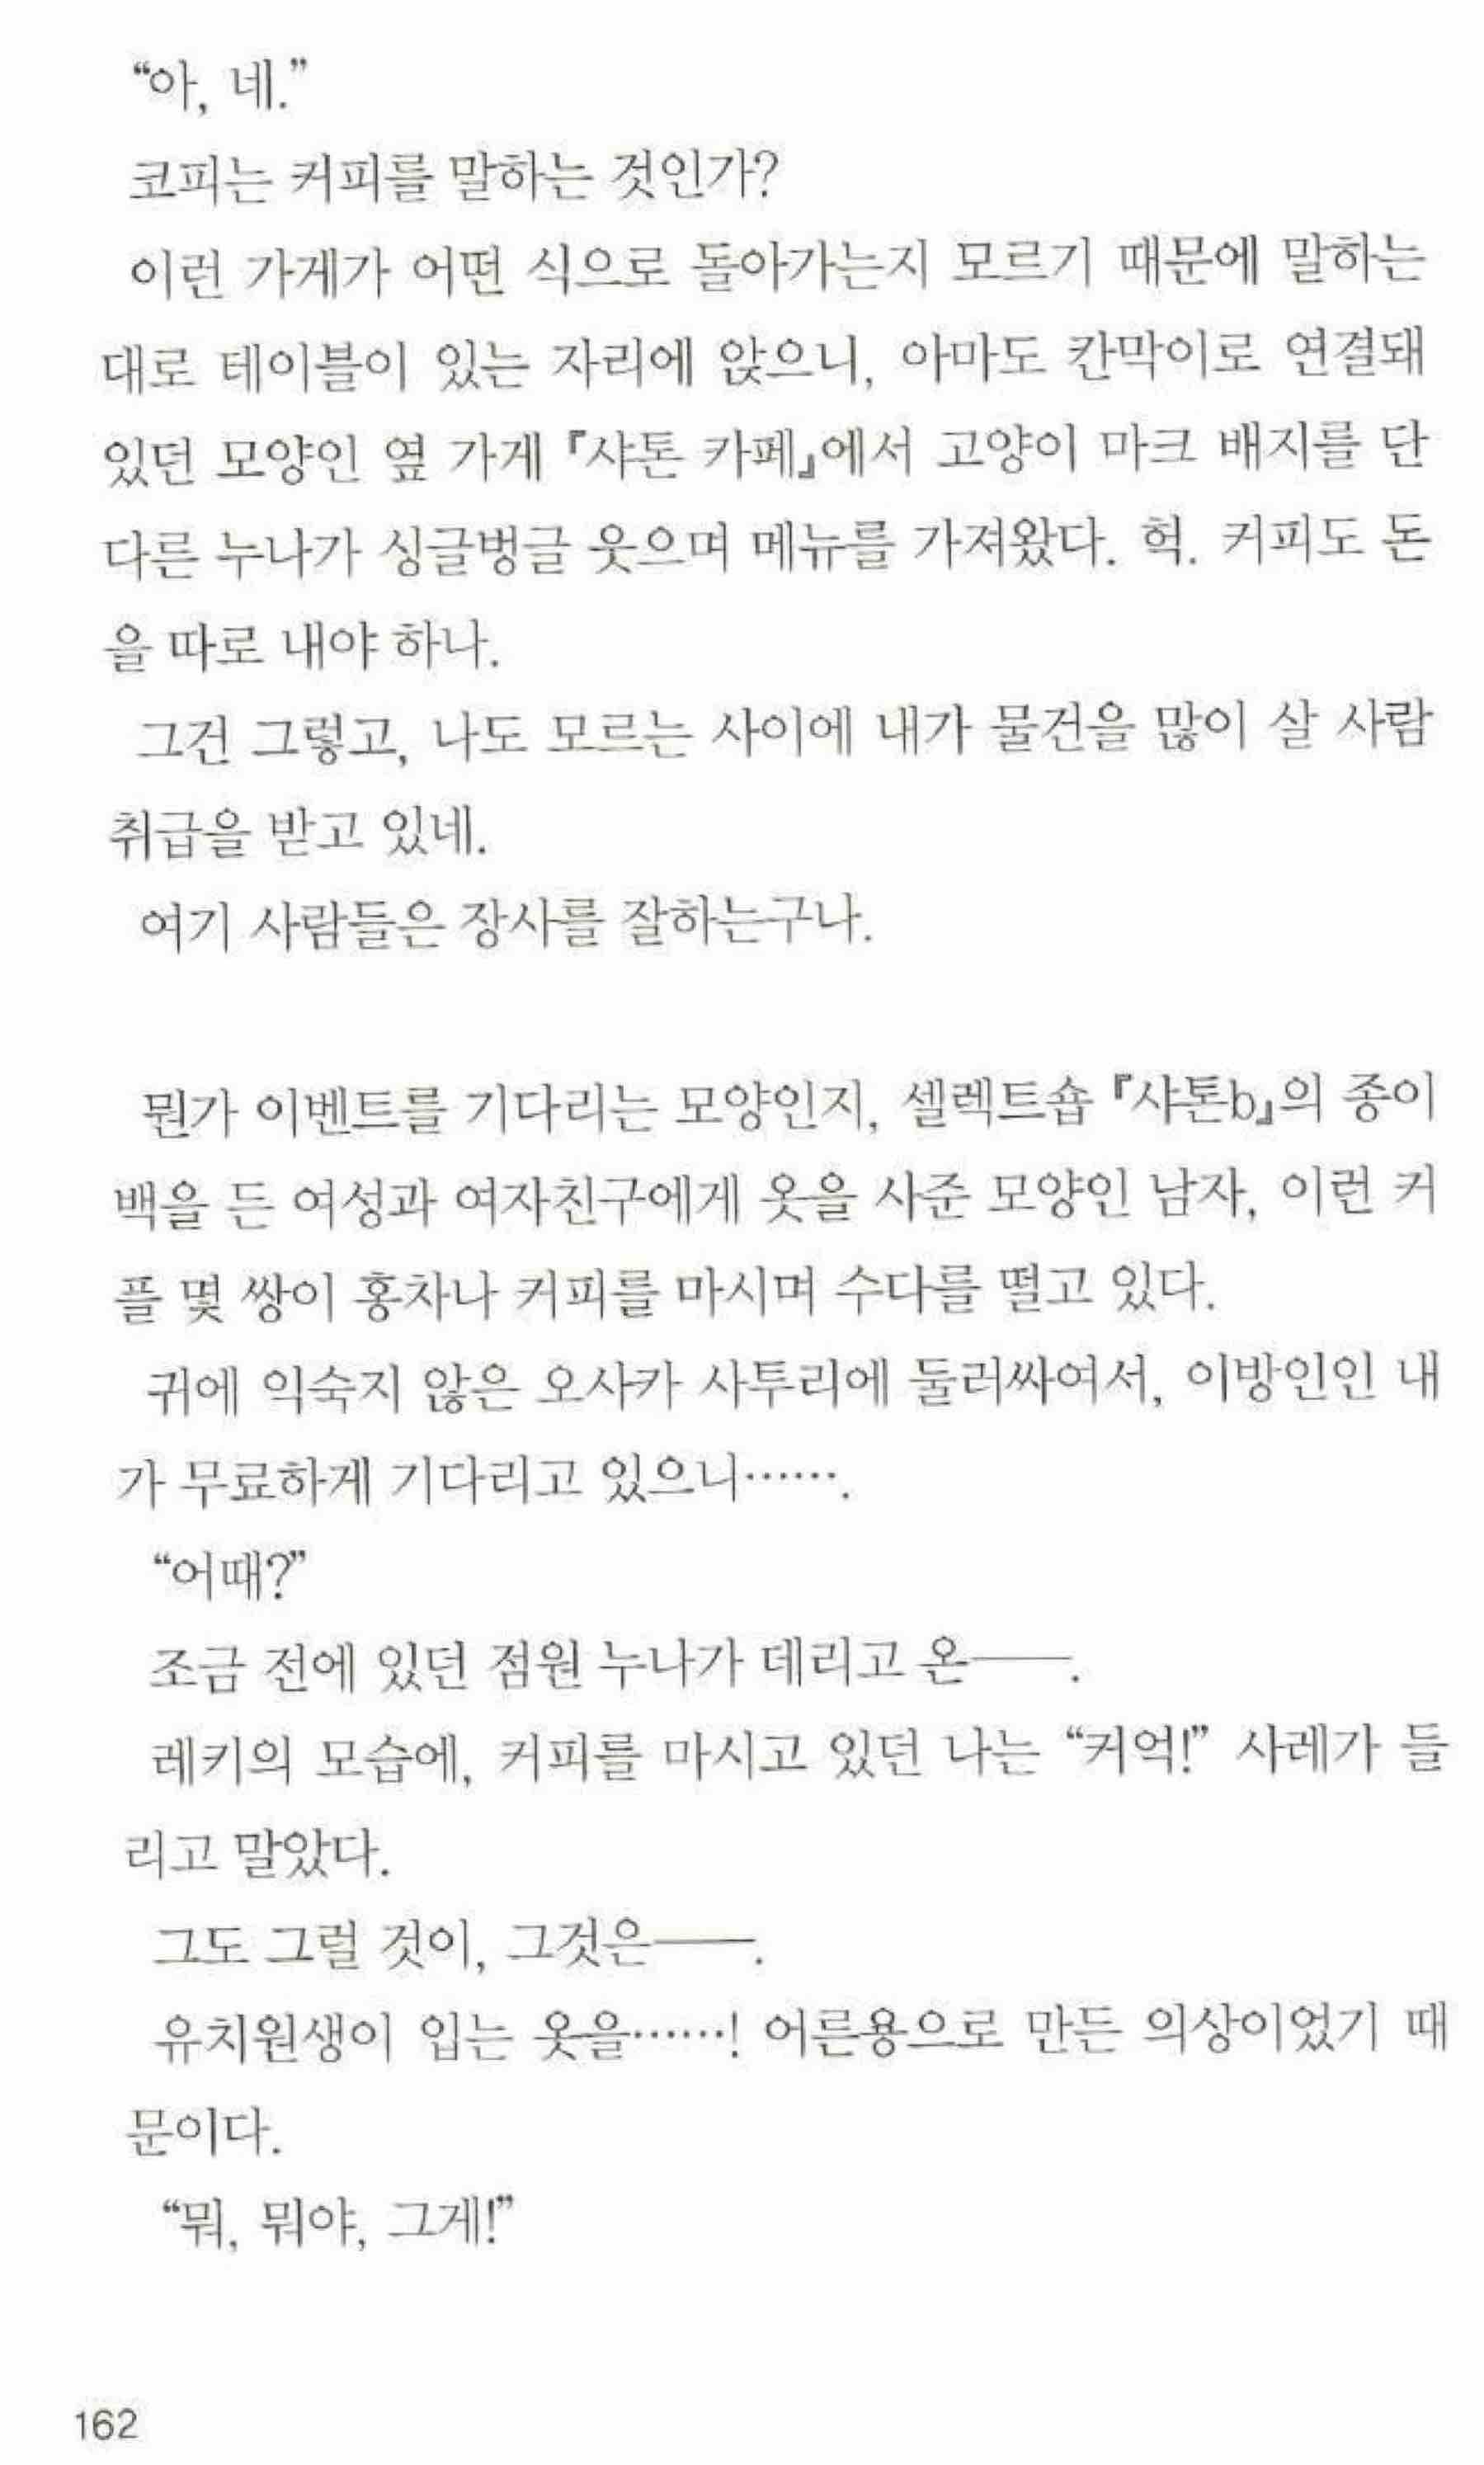 “아, 네.”
코피는 커피를 말하는 것인가?
이런 가게가 어떤 식으로 돌아가는지 모르기 때문에 말하는
대로 테이블이 있는 자리에 앉으니, 아마도 칸막이로 연결돼
있던 모양인 옆 가게 『샤톤 카페』에서 고양이 마크 배지를 단
다른 누나가 싱글벙글 웃으며 메뉴를 가져왔다. 헉. 커피도 돈
을 따로 내야 하나.
그건 그렇고, 나도 모르는 사이에 내가 물건을 많이 살 사람
취급을 받고 있네.
여기 사람들은 장사를 잘하는구나.
뭔가 이벤트를 기다리는 모양인지, 셀렉트숍 『샤톤b』의 종이
백을 든 여성과 여자친구에게 옷을 사준 모양인 남자, 이런 커
플 몇 쌍이 홍차나 커피를 마시며 수다를 떨고 있다.
귀에 익숙지 않은 오사카 사투리에 둘러싸여서, 이방인인 내
가 무료하게 기다리고 있으니…….
“어때?”
조금 전에 있던 점원 누나가 데리고 온──.
레키의 모습에, 커피를 마시고 있던 나는 “커억!” 사레가 들
리고 말았다.
그도 그럴 것이, 그것은──.
유치원생이 입는 옷을……! 어른용으로 만든 의상이었기 때
문이다.
“뭐, 뭐야, 그게!”
162